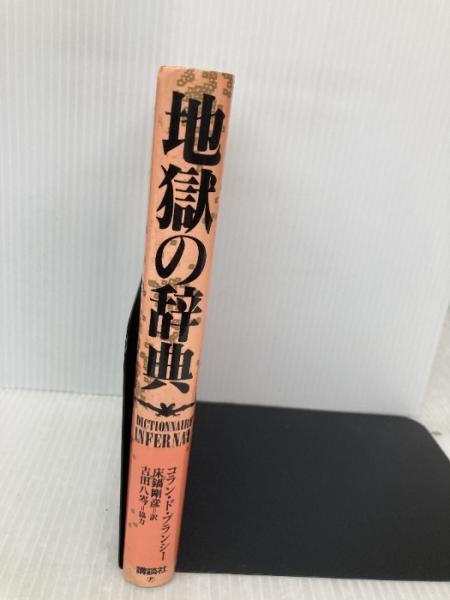 地獄の辞典
DICTIONNAIRE
INFERNAL
コラン・ド・プランシー
床鍋剛彦=訳
吉田八岑=協力
講談社